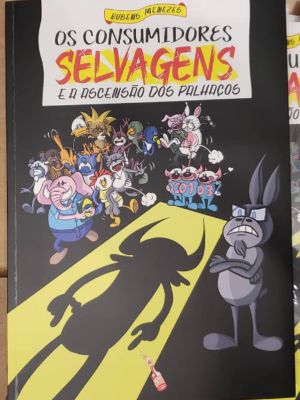 RUBENS MENEZES
OS CONSUMIDORES
SELVAGENS
E A ASCENSÃO DOS PALHAÇOS